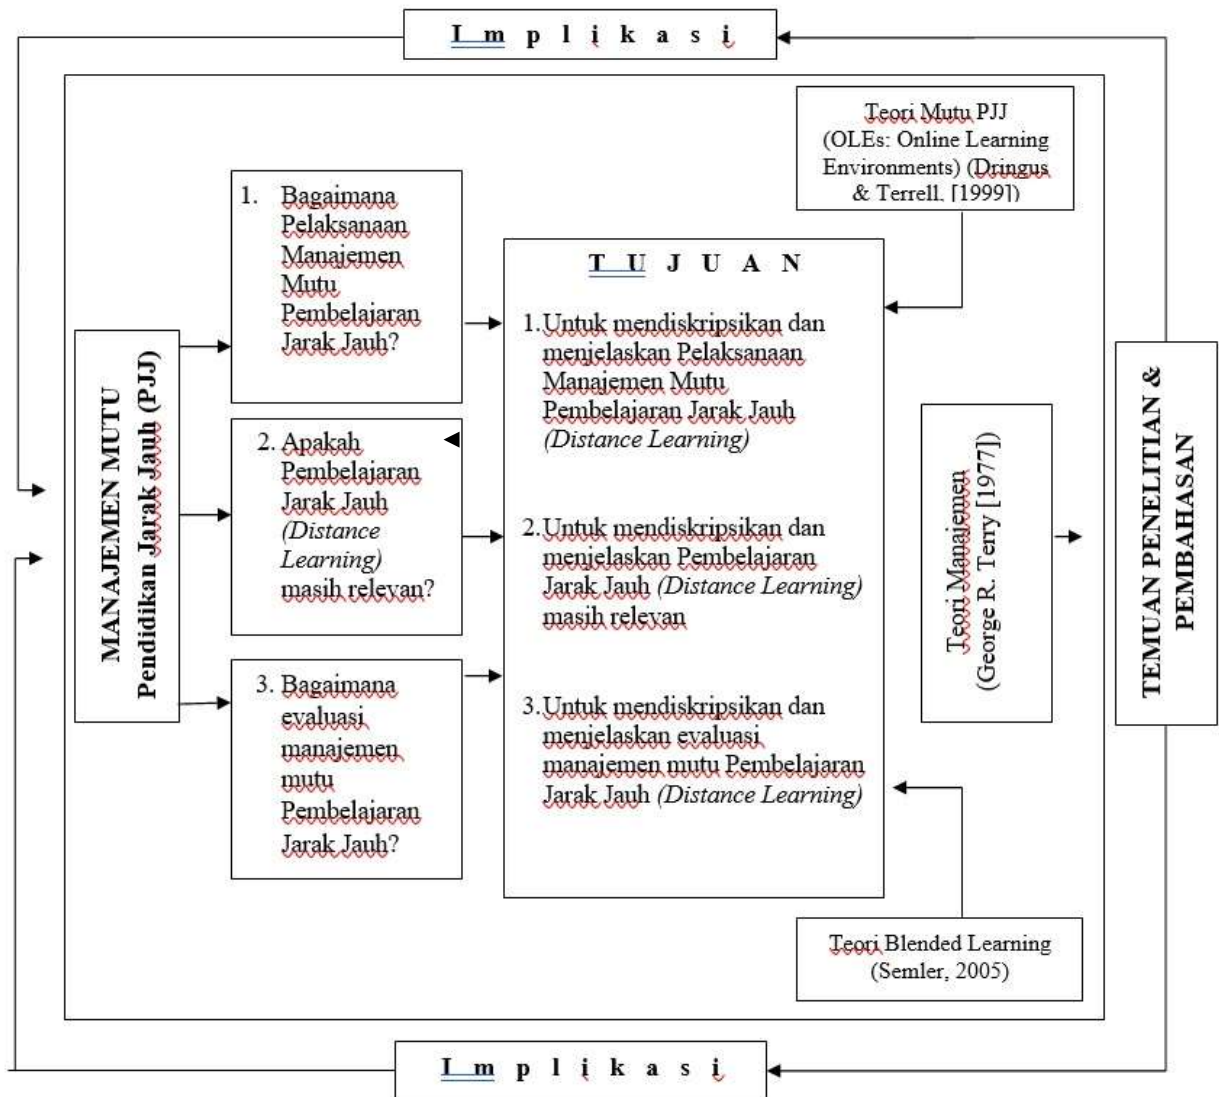 I m p l i k a s i
Teori Mutu PJJ
(OLEs: Online Learning
Environments) (Dringus
& Terrell, [1999])
1. Bagaimana
Pelaksanaan
Manajemen
Mutu
Pembelajaran
Jarak Jauh?
2. Apakah
Pembelajaran
Jarak Jauh
(Distance
Learning)
masih relevan?
3. Bagaimana
evaluasi
manajemen
mutu
Pembelajaran
Jarak Jauh?
MANAJEMEN MUTU
Pendidikan Jarak Jauh (PJJ)
T U J U A N
1. Untuk mendiskripsikan dan
menjelaskan Pelaksanaan
Manajemen Mutu
Pembelajaran Jarak Jauh
(Distance Learning)
2. Untuk mendiskripsikan dan
menjelaskan Pembelajaran
Jarak Jauh (Distance Learning)
masih relevan
3. Untuk mendiskripsikan dan
menjelaskan evaluasi
manajemen mutu Pembelajaran
Jarak Jauh (Distance Learning)
Teori Manajemen
(George R. Terry [1977])
TEMUAN PENELITIAN &
PEMBAHASAN
Teori Blended Learning
(Semler, 2005)
I m p l i k a s i